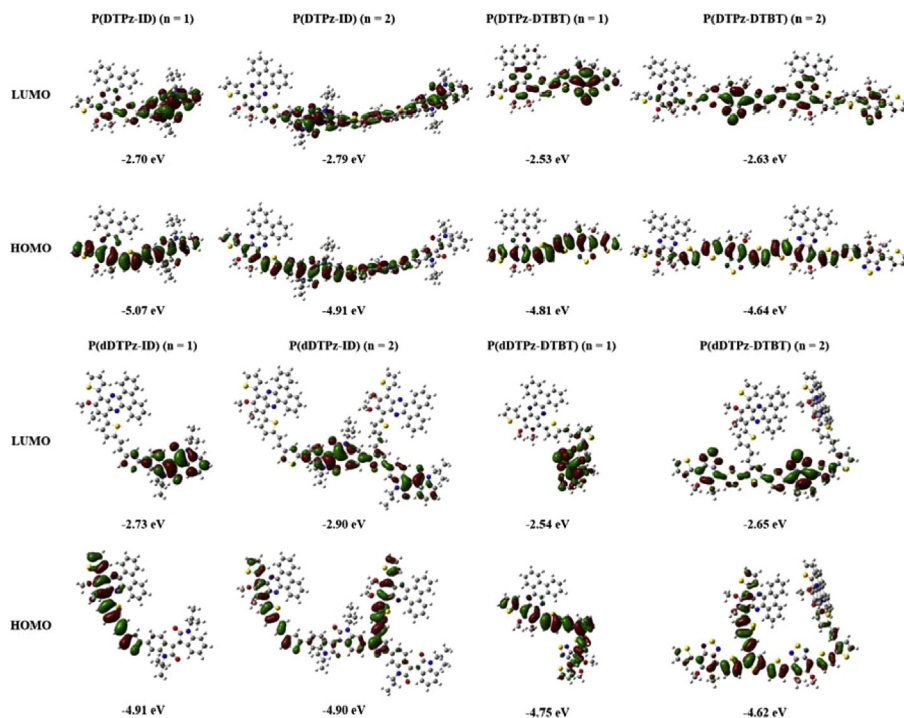 P(DTPz-ID) (n = 1) P(DTPz-ID) (n = 2) P(DTPz-DTBT) (n = 1) P(DTPz-DTBT) (n = 2)
LUMO
-2.70 eV -2.79 eV -2.53 eV -2.63 eV
HOMO
-5.07 eV -4.91 eV -4.81 eV -4.64 eV
P(dDTPz-ID) (n = 1) P(dDTPz-ID) (n = 2) P(dDTPz-DTBT) (n = 1) P(dDTPz-DTBT) (n = 2)
LUMO
-2.73 eV -2.90 eV -2.54 eV -2.65 eV
HOMO
-4.91 eV -4.90 eV -4.75 eV -4.62 eV